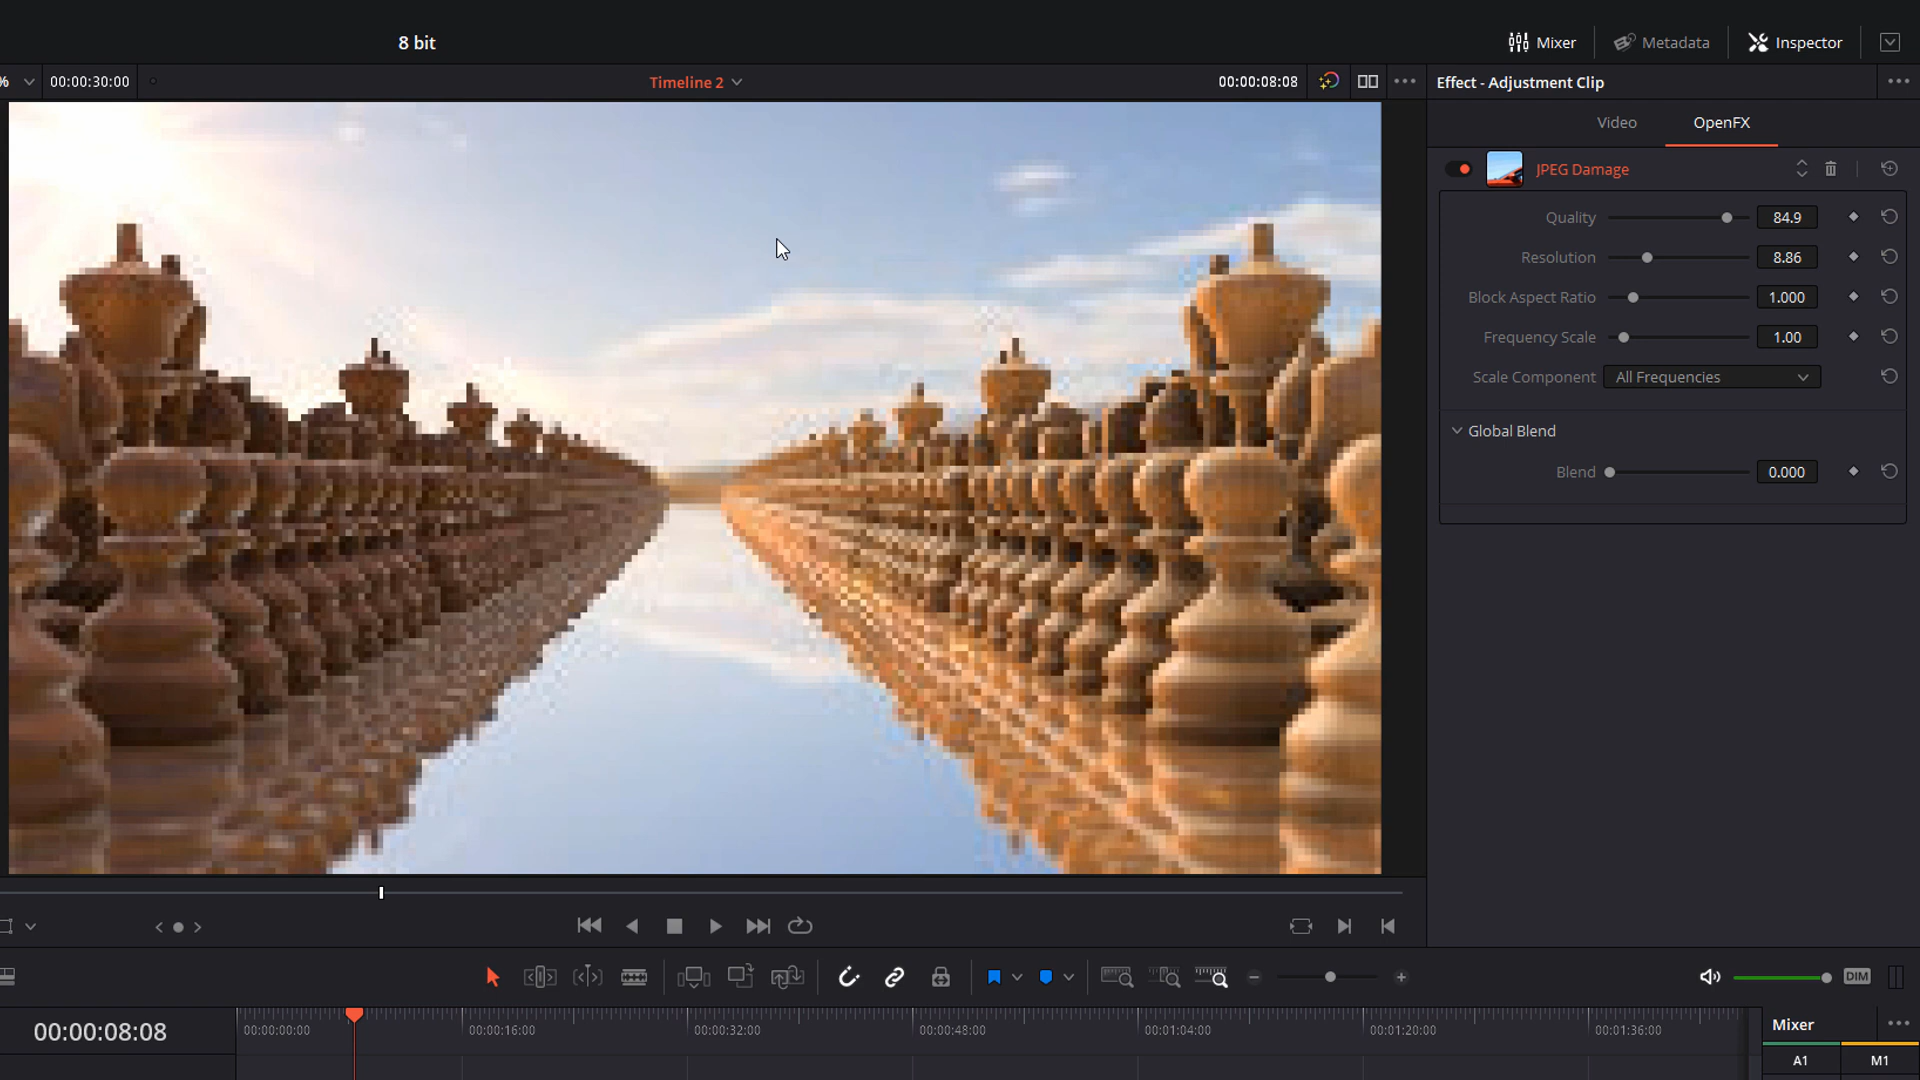 8 bit
Mixer
Metadata
Inspector
%
00:00:30:00
Timeline 2
00:00:08:08
Effect - Adjustment Clip
Video
OpenFX
JPEG Damage
Quality 84.9
Resolution 8.86
Block Aspect Ratio 1.000
Frequency Scale 1.00
Scale Component All Frequencies
Global Blend
Blend 0.000
DIM
00:00:08:08
00:00:00:00
00:00:16:00
00:00:32:00
00:00:48:00
00:01:04:00
00:01:20:00
00:01:36:00
Mixer
A1
M1